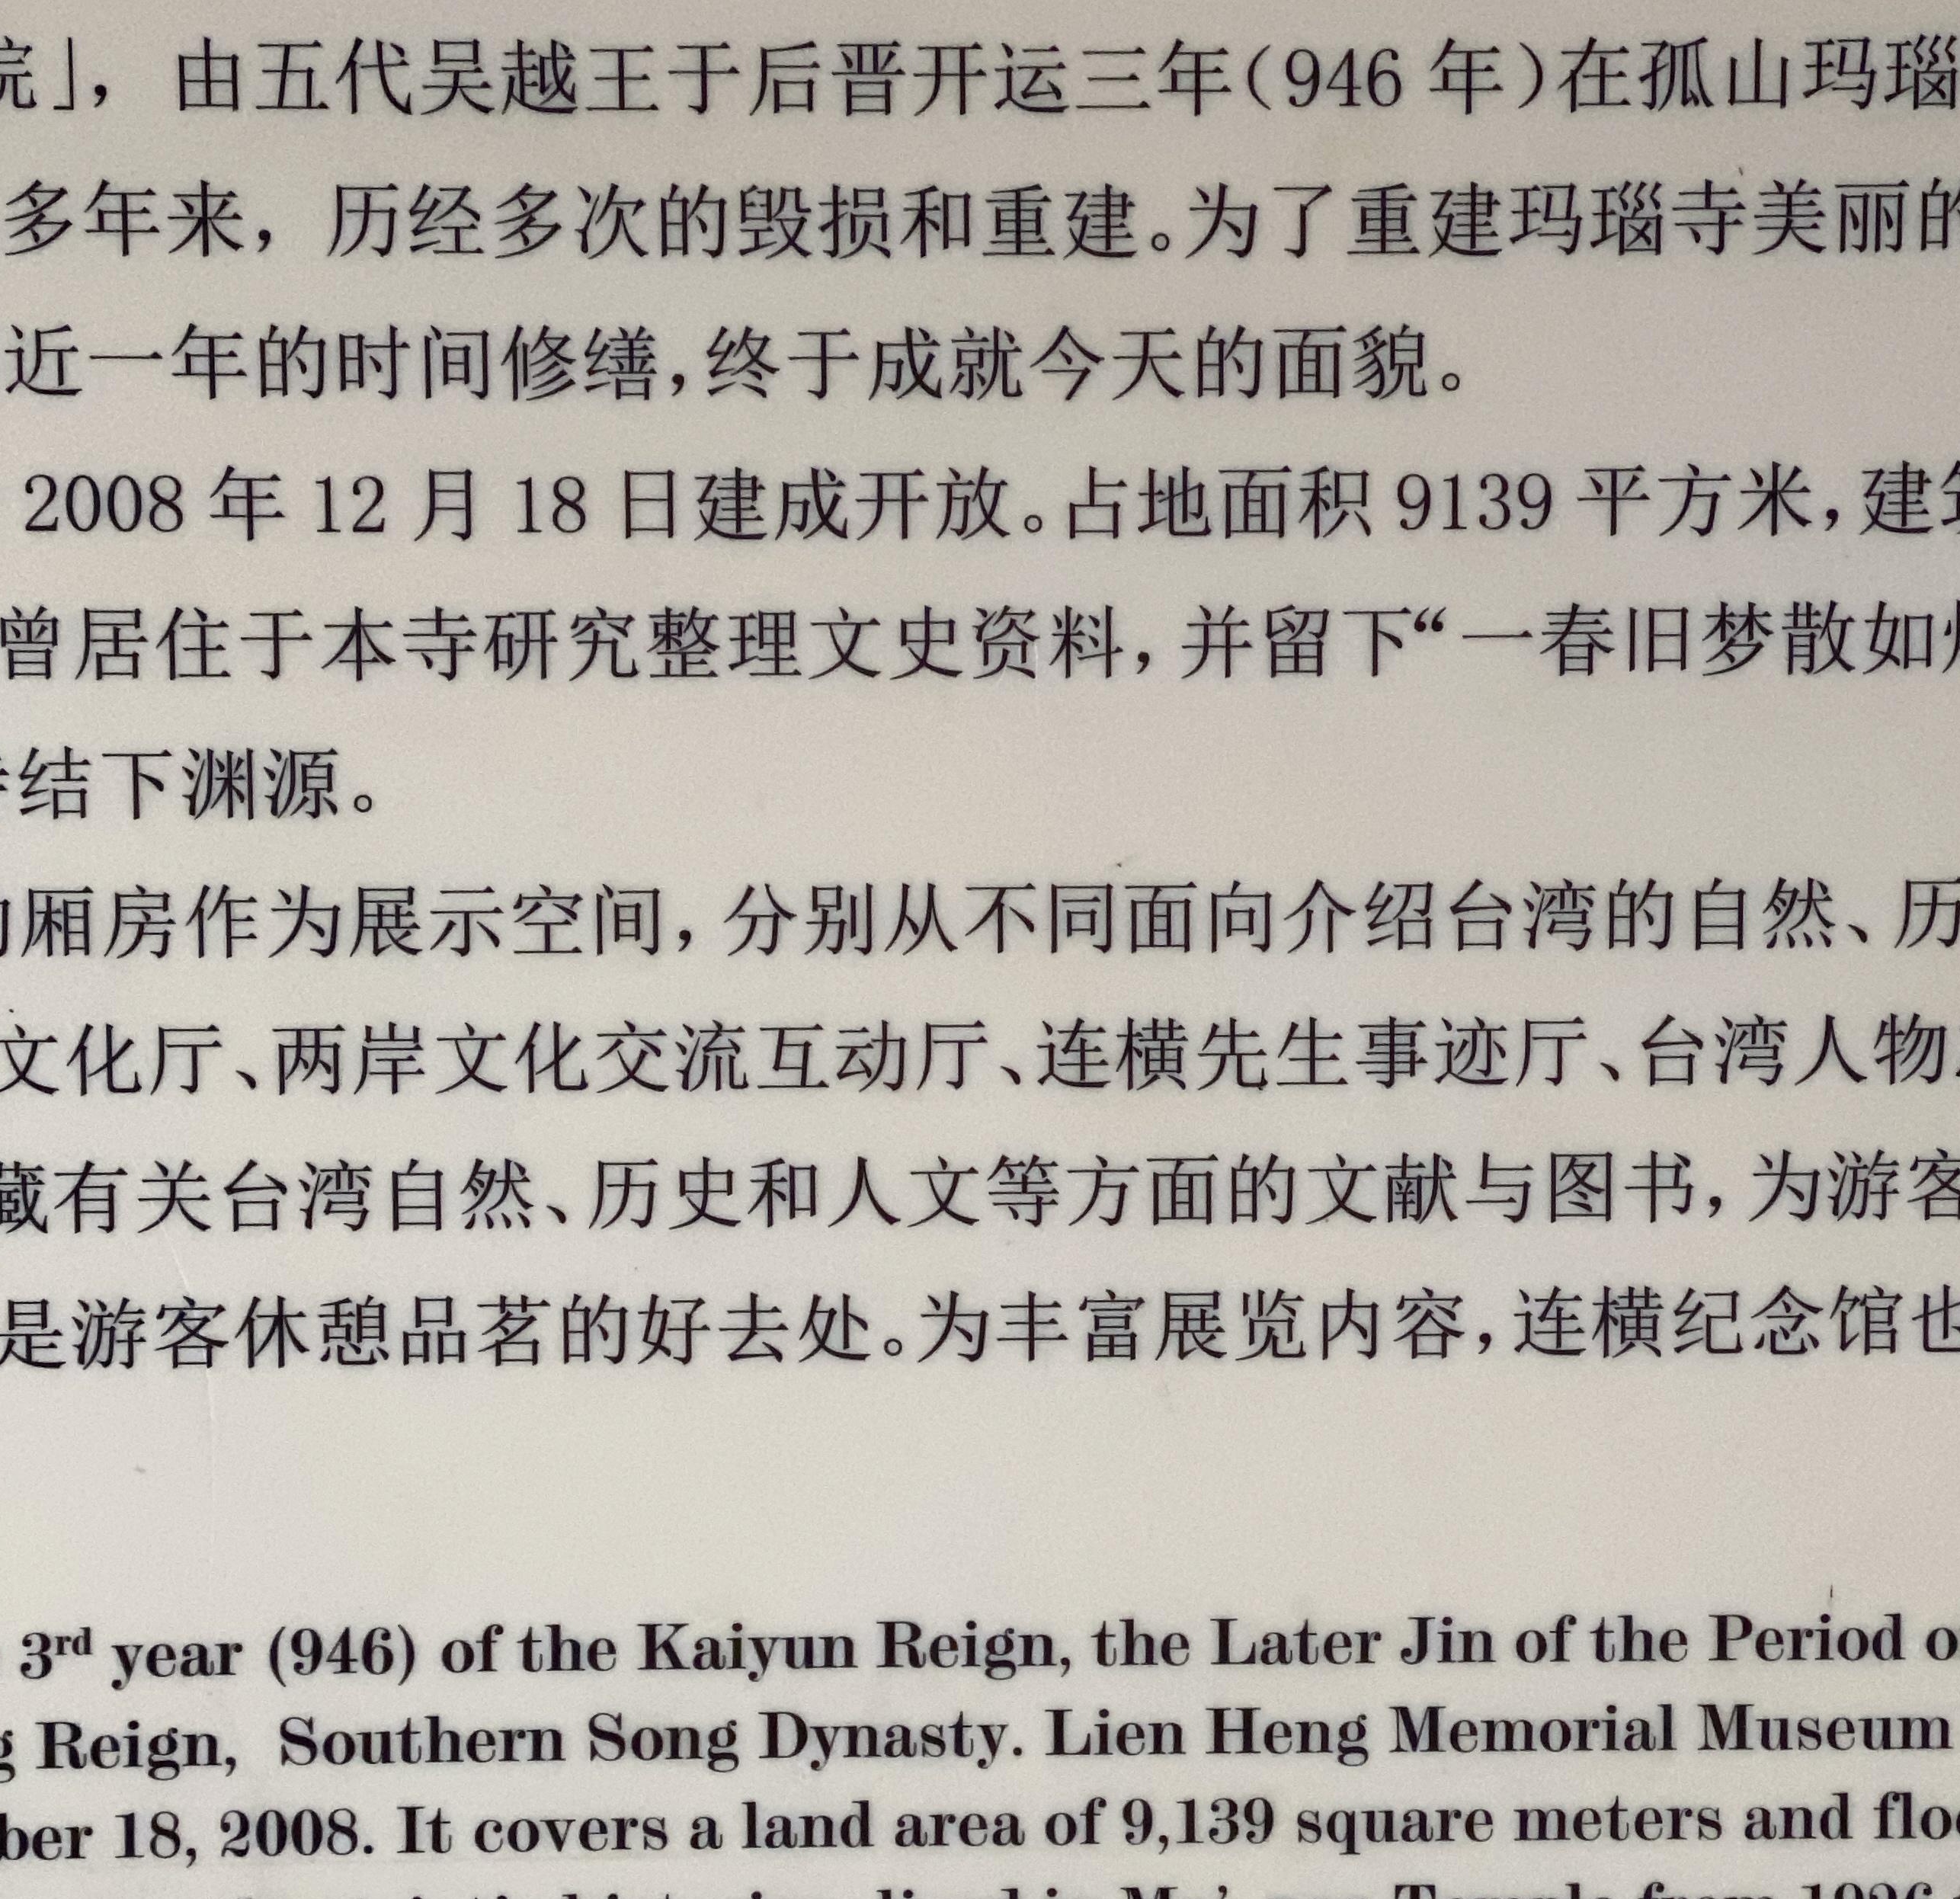 院」，由五代吴越王于后晋开运三年（946 年）在孤山玛瑙
多年来，历经多次的毁损和重建。为了重建玛瑙寺美丽的
近一年的时间修缮，终于成就今天的面貌。
2008 年 12 月 18 日建成开放。占地面积 9139 平方米，建筑
曾居住于本寺研究整理文史资料，并留下“一春旧梦散如
结下渊源。
厢房作为展示空间，分别从不同面向介绍台湾的自然、历
文化厅、两岸文化交流互动厅、连横先生事迹厅、台湾人物
藏有关台湾自然、历史和人文等方面的文献与图书，为游客
是游客休憩品茗的好去处。为丰富展览内容，连横纪念馆也
3rd year (946) of the Kaiyun Reign, the Later Jin of the Period o
g Reign, Southern Song Dynasty. Lien Heng Memorial Museum
ber 18, 2008. It covers a land area of 9,139 square meters and floo